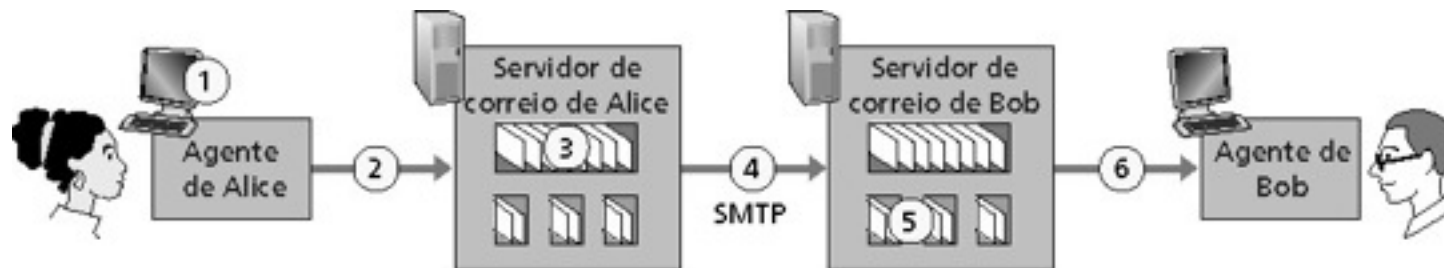 1
Agente
de Alice
2
Servidor de
correio de Alice
3
4
SMTP
Servidor de
correio de Bob
5
6
Agente de
Bob